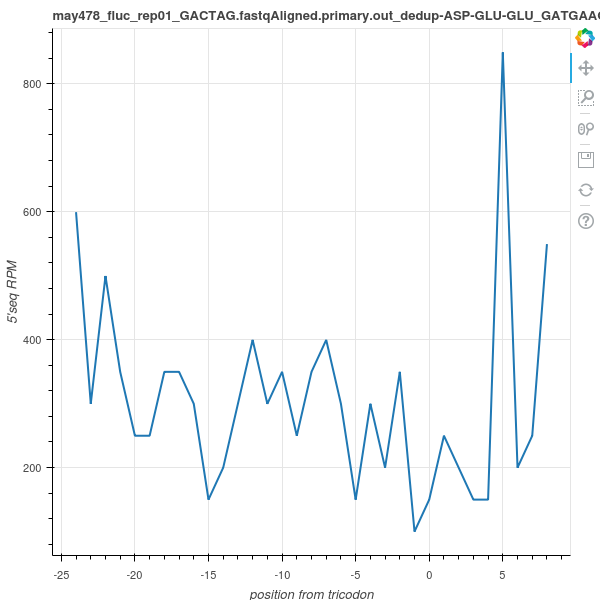 may478_fluc_rep01_GACTAG.fastqAligned.primary.out_dedup-ASP-GLU-GLU_GATGAAG
800
600
400
200
5'seq RPM
-25 -20 -15 -10 -5 0 5
position from tricodon